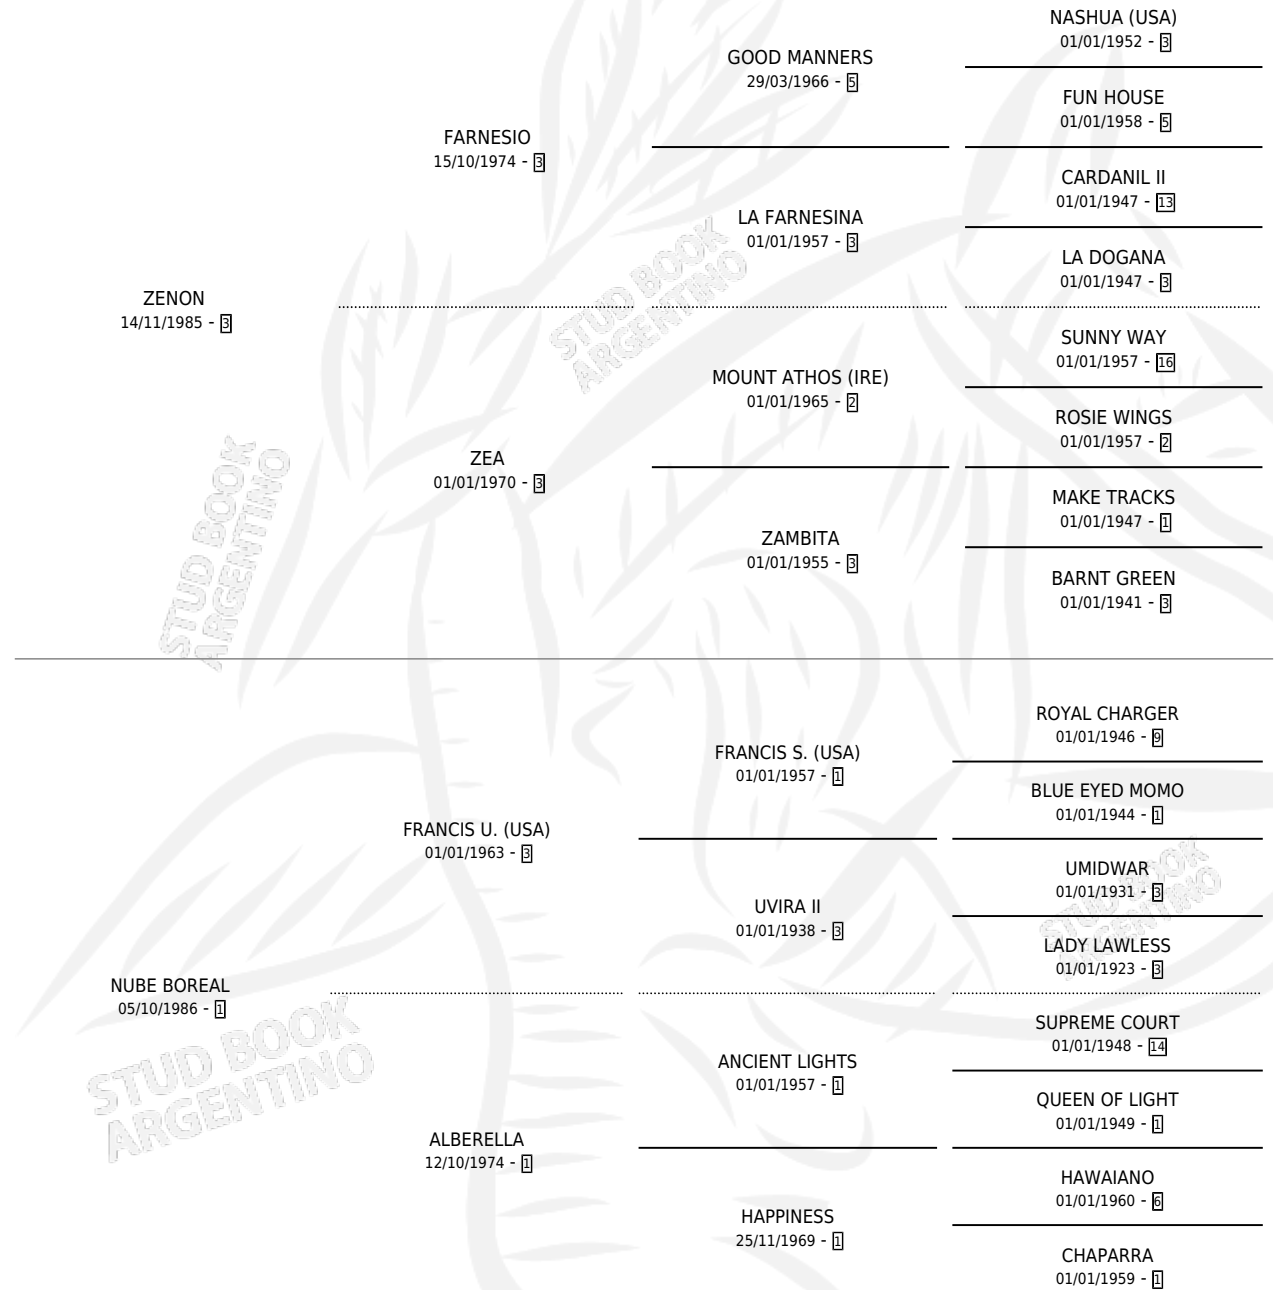 NASHUA (USA)
01/01/1952 - 3
GOOD MANNERS
29/03/1966 - 5
FUN HOUSE
01/01/1958 - 5
FARNESIO
15/10/1974 - 3
CARDANIL II
01/01/1947 - 13
LA FARNESINA
01/01/1957 - 3
LA DOGANA
01/01/1947 - 3
ZENON
14/11/1985 - 3
STUD BOOK
ARGENTINO
SUNNY WAY
01/01/1957 - 16
MOUNT ATHOS (IRE)
01/01/1965 - 2
ROSIE WINGS
01/01/1957 - 2
ZEA
01/01/1970 - 3
MAKE TRACKS
01/01/1947 - 1
ZAMBITA
01/01/1955 - 3
BARNT GREEN
01/01/1941 - 3
STUD BOOK
ARGENTINO
ROYAL CHARGER
01/01/1946 - 9
FRANCIS S. (USA)
01/01/1957 - 1
BLUE EYED MOMO
01/01/1944 - 1
FRANCIS U. (USA)
01/01/1963 - 3
UMIDWAR
01/01/1931 - 3
UVIRA II
01/01/1938 - 3
STUD BOOK
ARGENTINO
LADY LAWLESS
01/01/1923 - 3
NUBE BOREAL
05/10/1986 - 1
STUD BOOK
ARGENTINO
SUPREME COURT
01/01/1948 - 14
ANCIENT LIGHTS
01/01/1957 - 1
QUEEN OF LIGHT
01/01/1949 - 1
ALBERELLA
12/10/1974 - 1
HAWAIANO
01/01/1960 - 6
HAPPINESS
25/11/1969 - 1
CHAPARRA
01/01/1959 - 1